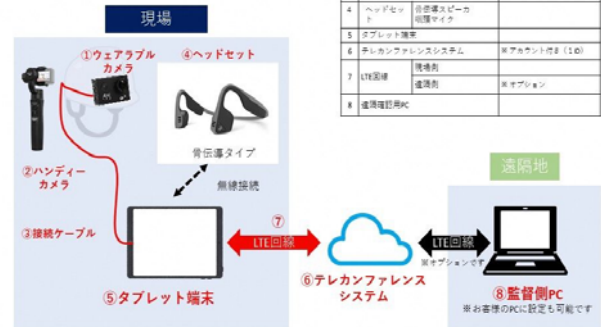 現場
①ウェアラブル
カメラ
④ヘッドセット
②ハンディー
カメラ
骨伝導タイプ
無線接続
③接続ケーブル
⑦
LTE回線
⑤タブレット端末
⑥テレカンファレンス
システム
遠隔地
LTE回線
※オプションです
⑧監督側PC
※お客様のPCに設定も可能です
4 ヘッドセッ
ト
骨伝導スピーカ
収音マイク
5 タブレット端末
6 テレカンファレンスシステム ※アカウント付き（1ID）
7 LTE回線 現場側
遠隔側 ※オプション
8 遠隔確認用PC